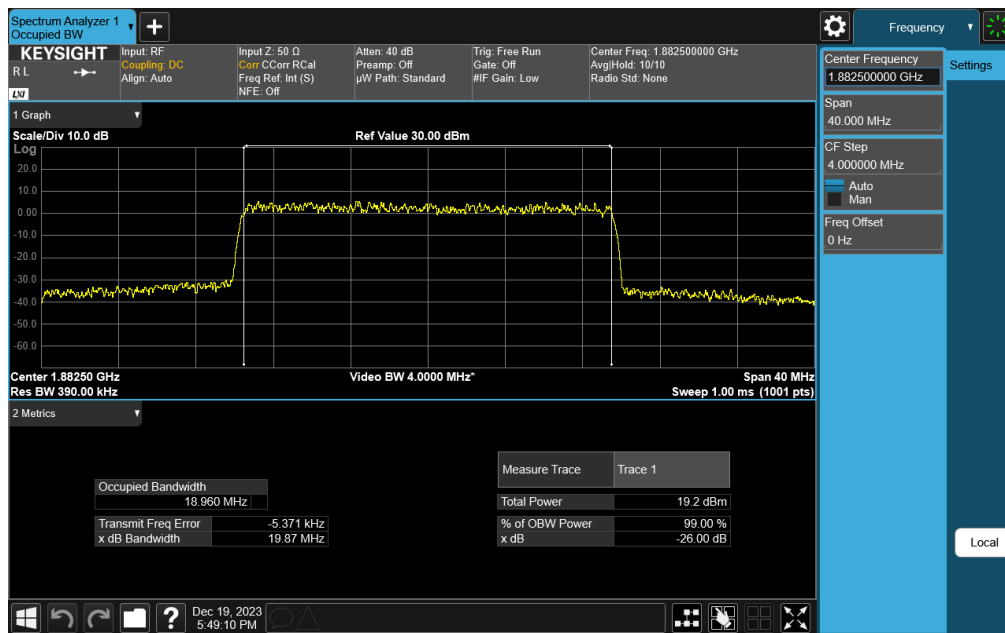 Spectrum Analyzer 1
Occupied BW
Frequency
KEYSIGHT
R L
LXI
Input: RF
Coupling: DC
Align: Auto
Input Z: 50 Ω
Corr CCorr RCal
Freq Ref: Int (S)
NFE: Off
Atten: 40 dB
Preamp: Off
µW Path: Standard
Trig: Free Run
Gate: Off
#IF Gain: Low
Center Freq: 1.882500000 GHz
Avg|Hold: 10/10
Radio Std: None
Center Frequency
1.882500000 GHz
Settings
Span
40.000 MHz
CF Step
4.000000 MHz
Auto
Man
Freq Offset
0 Hz
Local
1 Graph
Scale/Div 10.0 dB
Ref Value 30.00 dBm
Log
20.0
10.0
0.00
-10.0
-20.0
-30.0
-40.0
-50.0
-60.0
Center 1.88250 GHz
Video BW 4.0000 MHz*
Span 40 MHz
Res BW 390.00 kHz
Sweep 1.00 ms (1001 pts)
2 Metrics
Measure Trace Trace 1
Occupied Bandwidth
18.960 MHz
Total Power 19.2 dBm
Transmit Freq Error -5.371 kHz
% of OBW Power 99.00 %
x dB Bandwidth 19.87 MHz
x dB -26.00 dB
?
Dec 19, 2023
5:49:10 PM